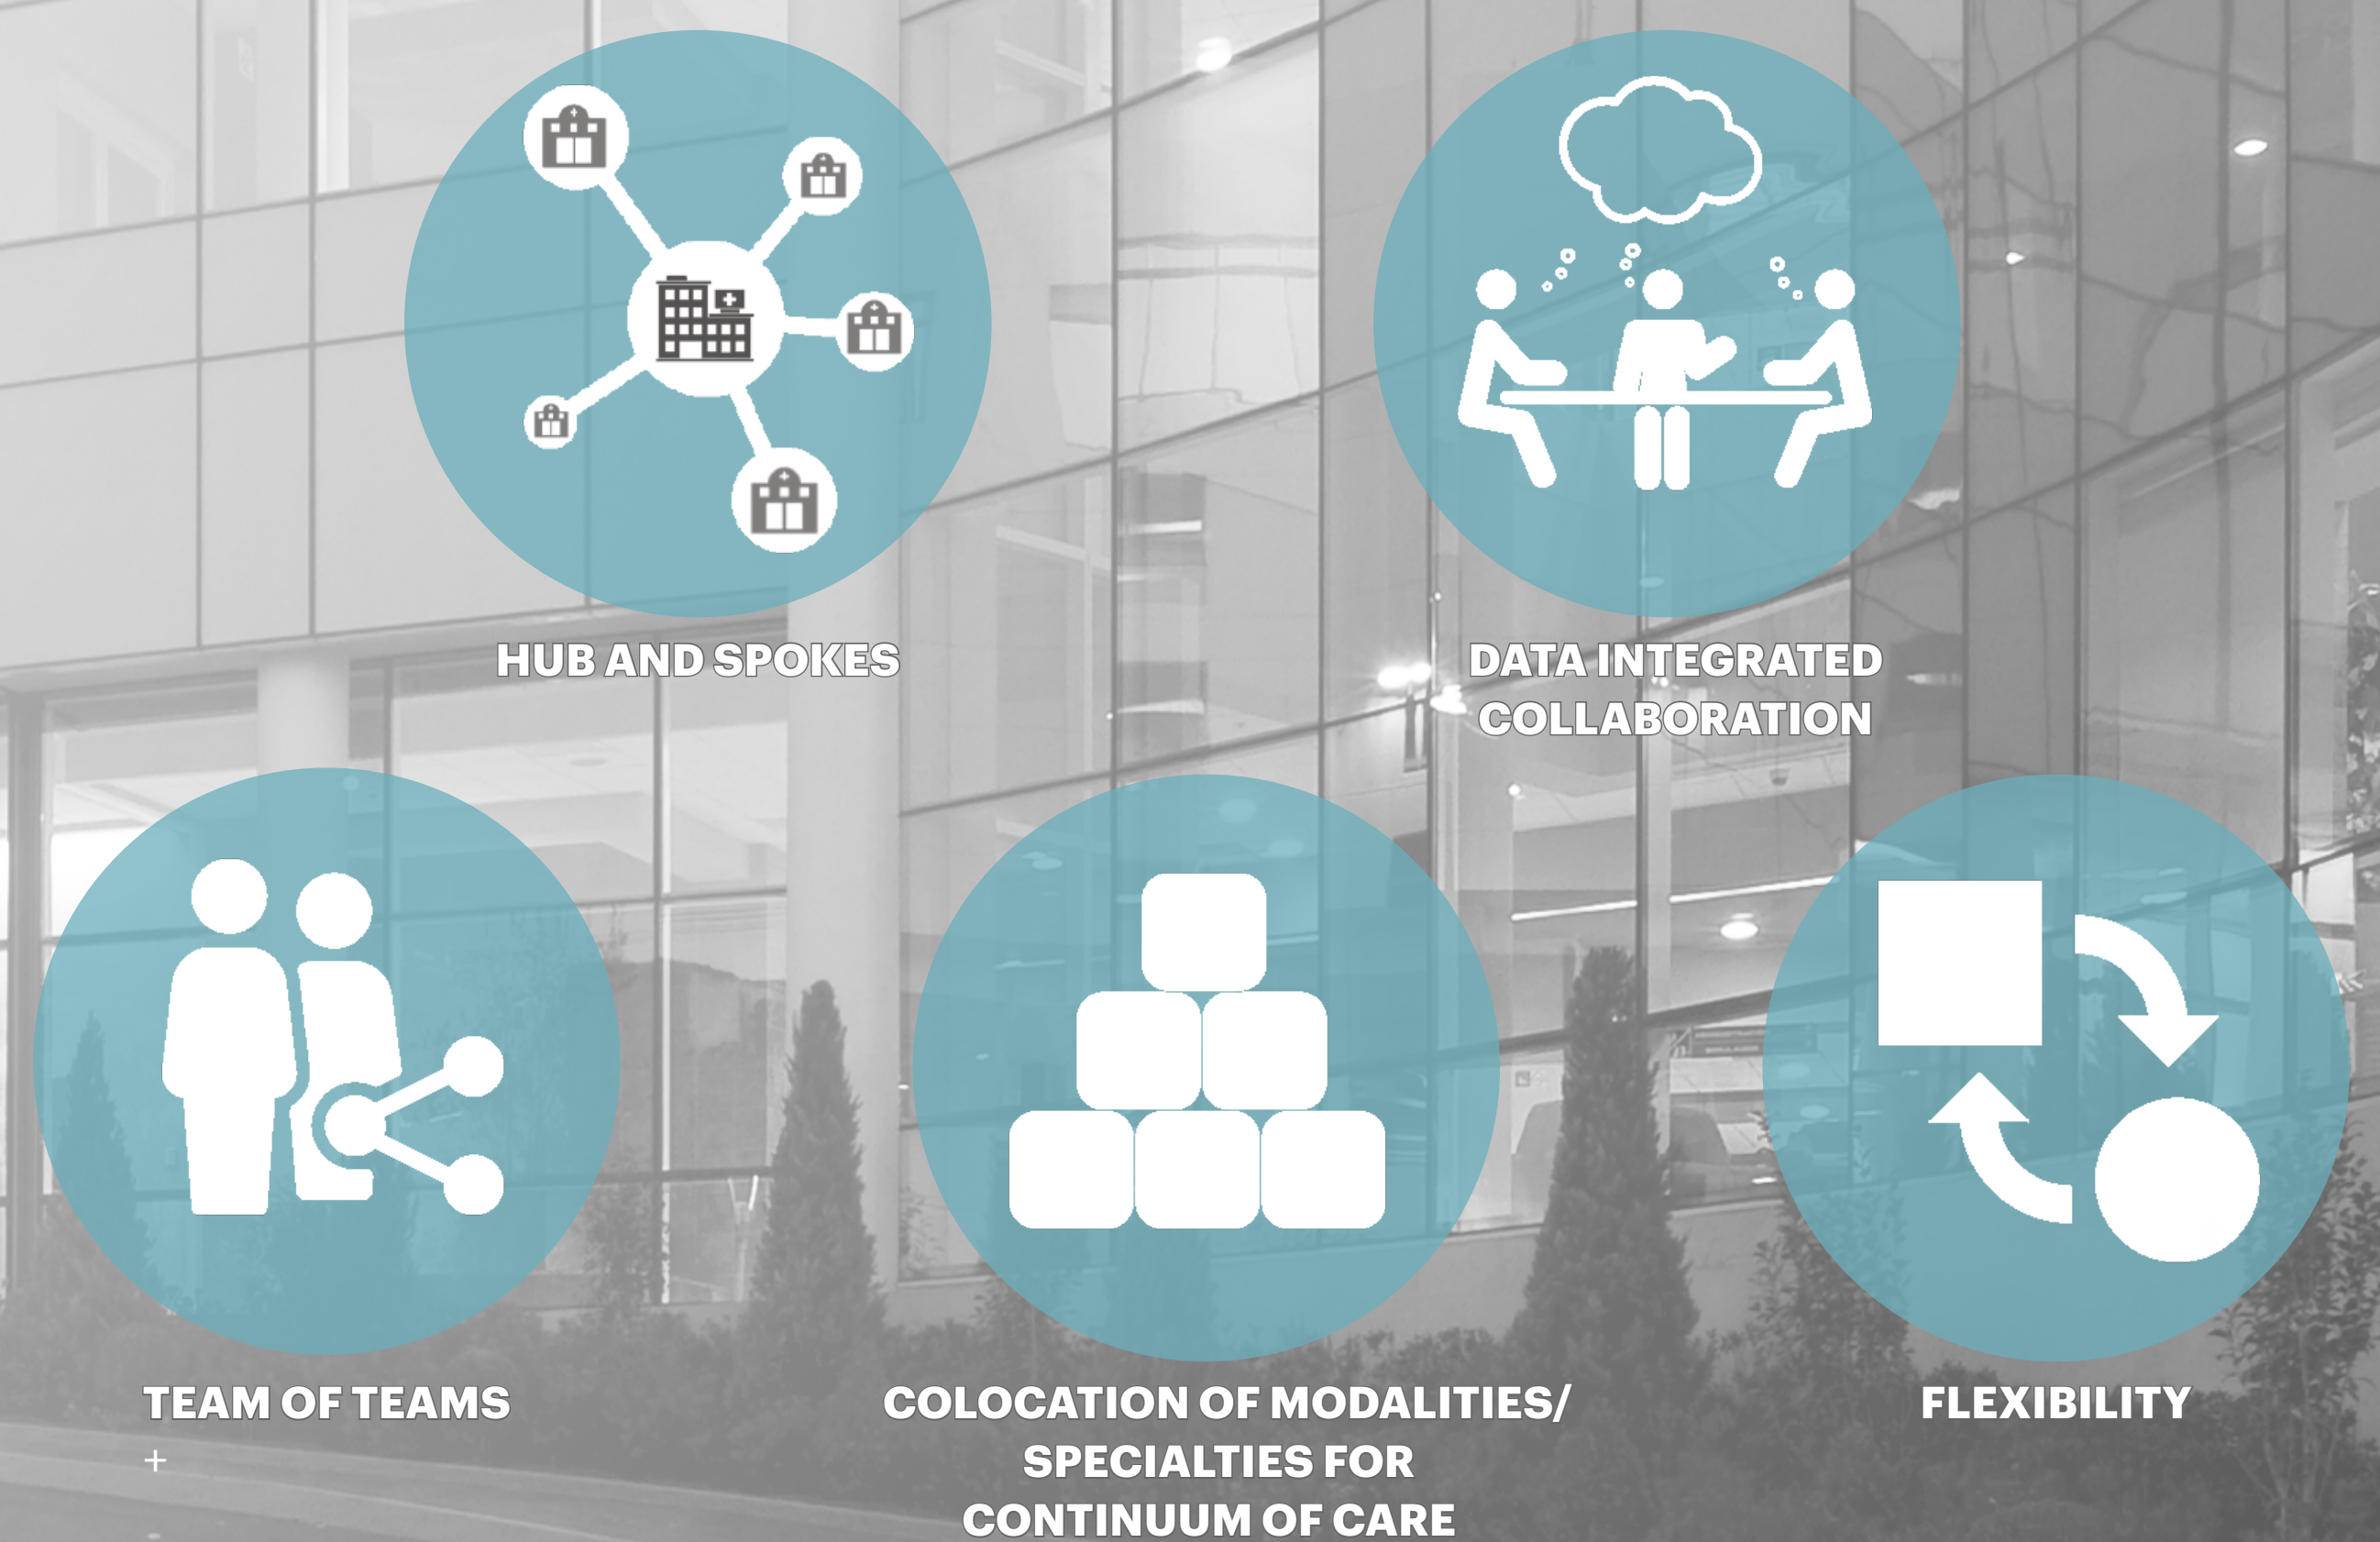 HUB AND SPOKES
DATA INTEGRATED
COLLABORATION
TEAM OF TEAMS
+
COLOCATION OF MODALITIES/
SPECIALTIES FOR
CONTINUUM OF CARE
FLEXIBILITY